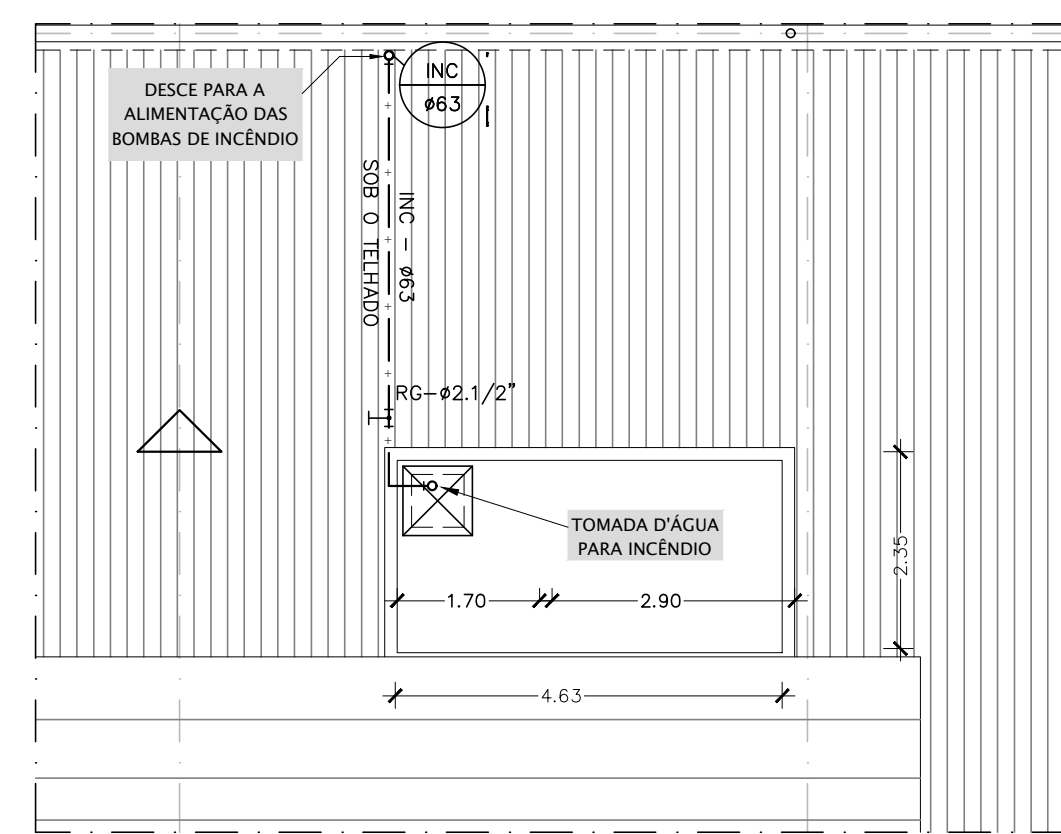 DESCE PARA A
ALIMENTAÇÃO DAS
BOMBAS DE INCÊNDIO
INC
ø63
SOB O TELHADO
INC - ø63
RG-ø2.1/2"
TOMADA D'ÁGUA
PARA INCÊNDIO
1.70
2.90
2.35
4.63